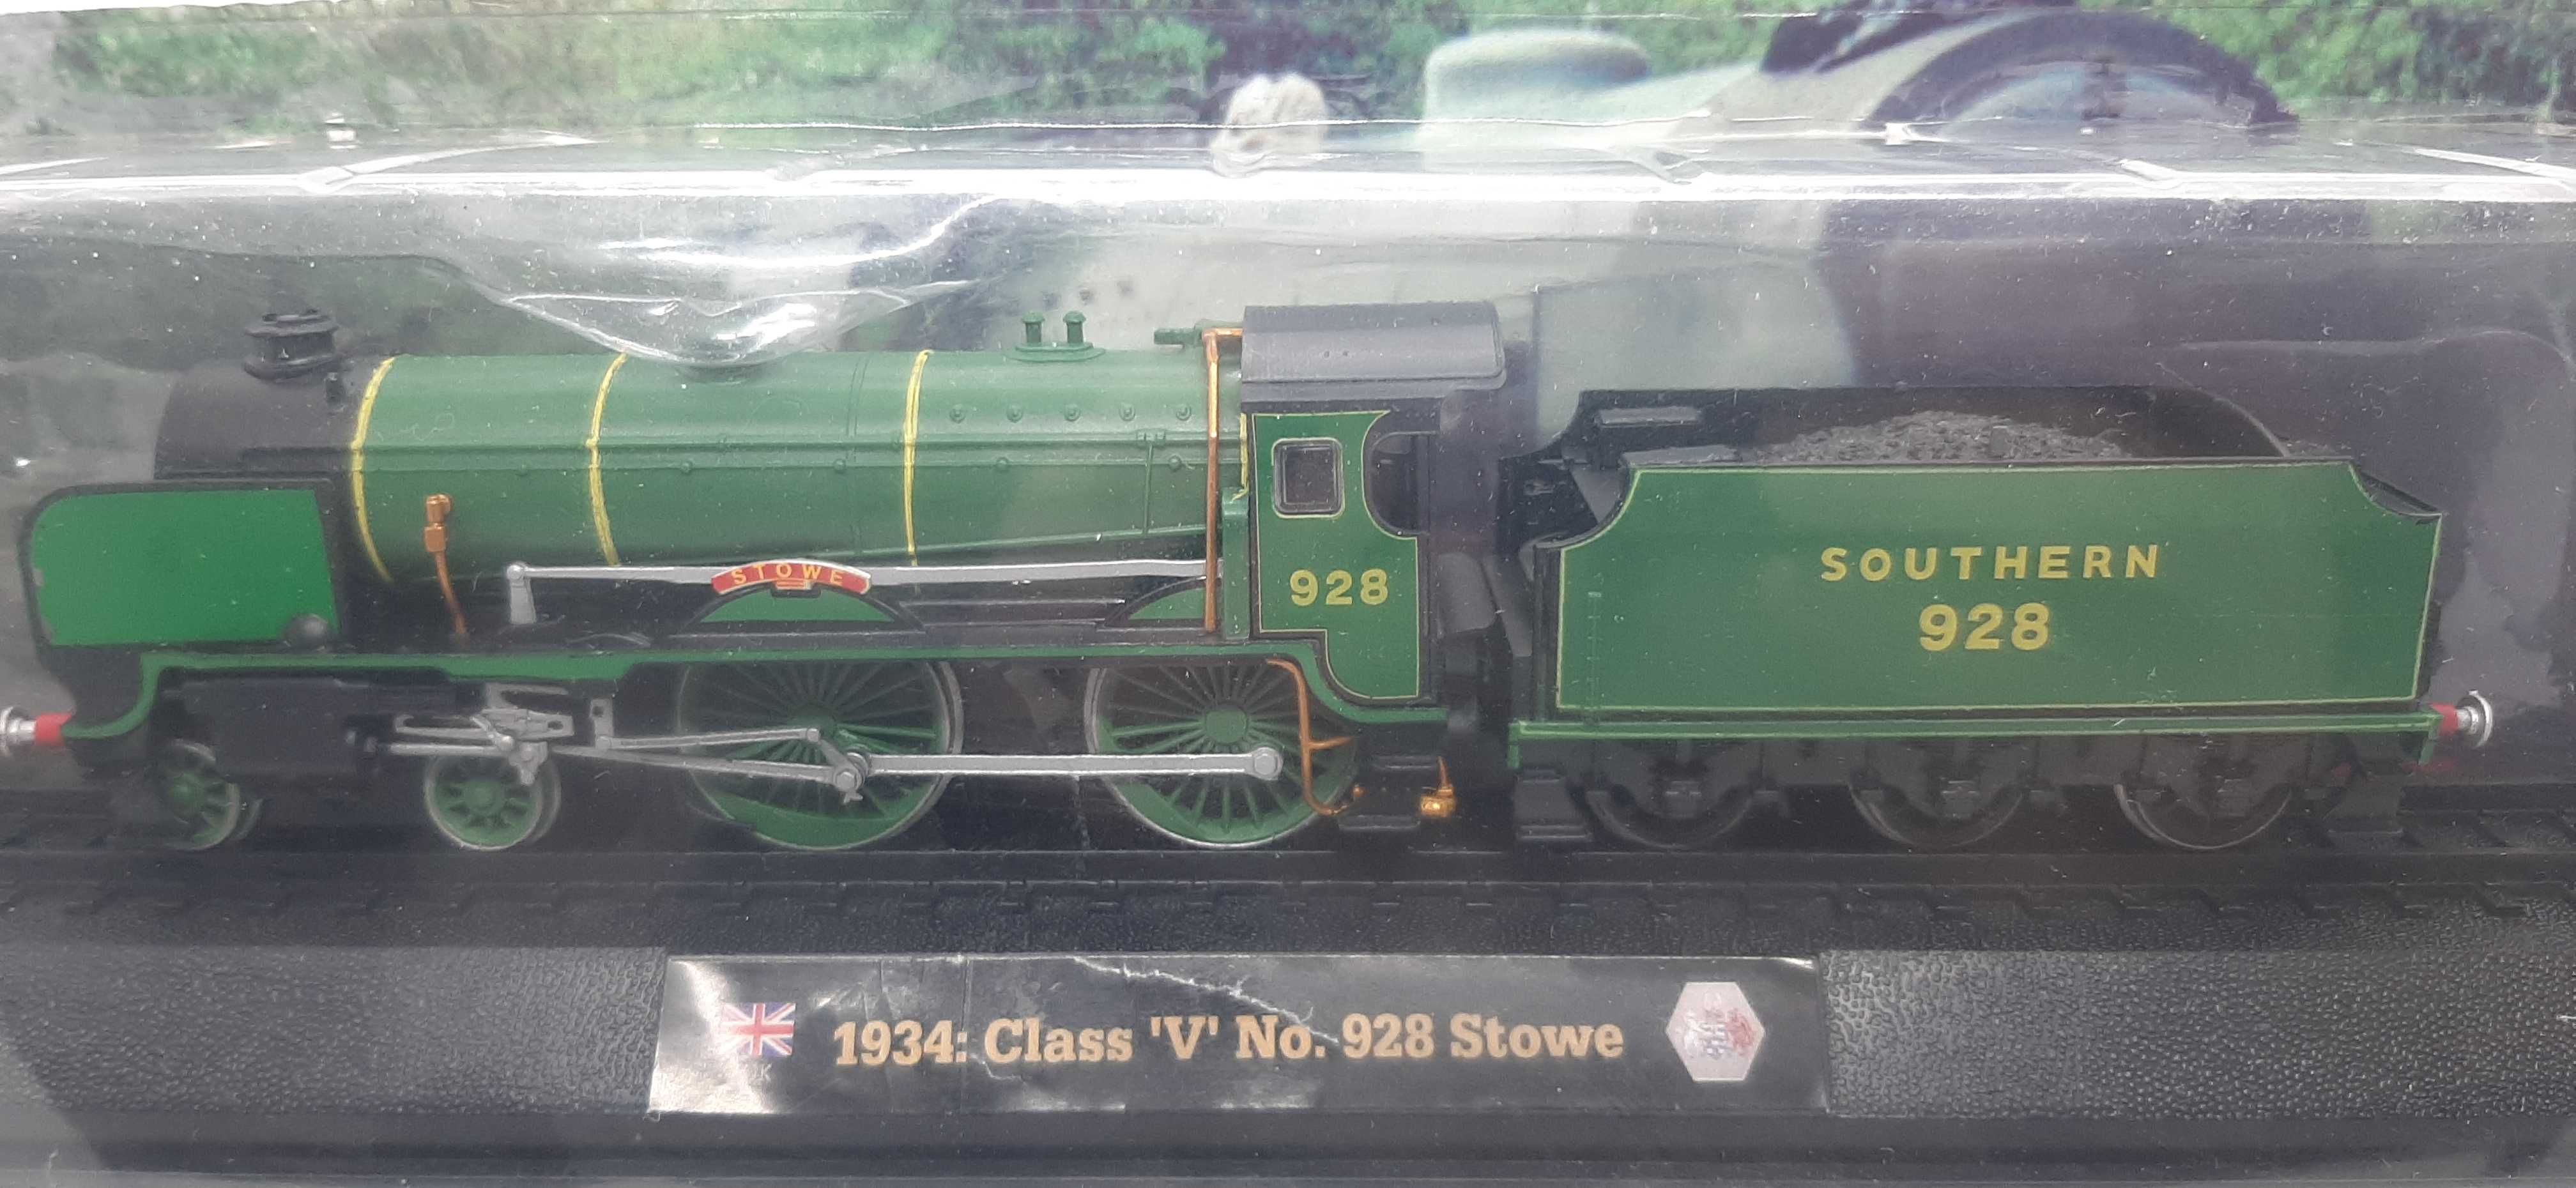 STOWE
928
SOUTHERN
928
1934: Class 'V' No. 928 Stowe